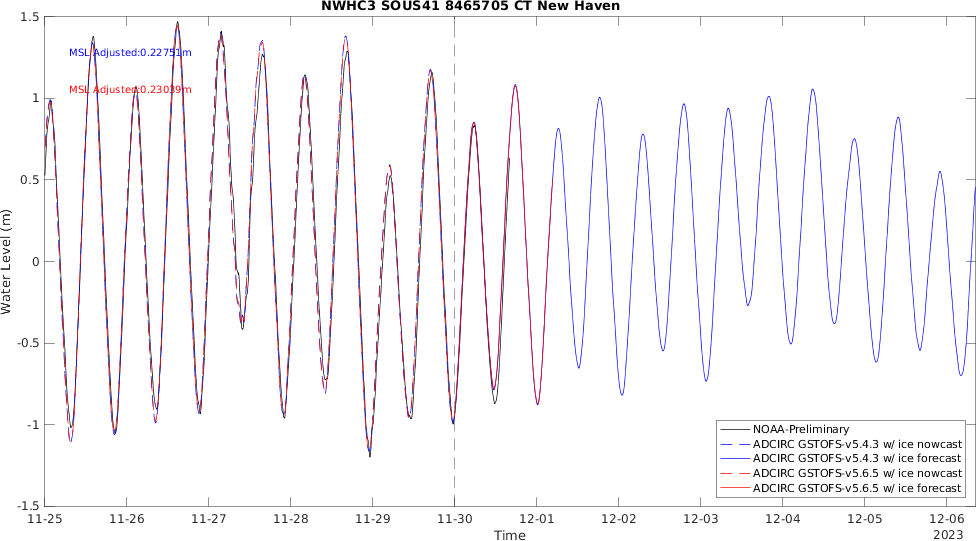 NWHC3 SOUS41 8465705 CT New Haven
1.5
MSL Adjusted:0.22751m
1
MSL Adjusted:0.23039m
0.5
Water Level (m)
0
-0.5
-1
-1.5
NOAA-Preliminary
ADCIRC GSTOFS-v5.4.3 w/ ice nowcast
ADCIRC GSTOFS-v5.4.3 w/ ice forecast
ADCIRC GSTOFS-v5.6.5 w/ ice nowcast
ADCIRC GSTOFS-v5.6.5 w/ ice forecast
11-25 11-26 11-27 11-28 11-29 11-30 12-01 12-02 12-03 12-04 12-05 12-06
Time
2023